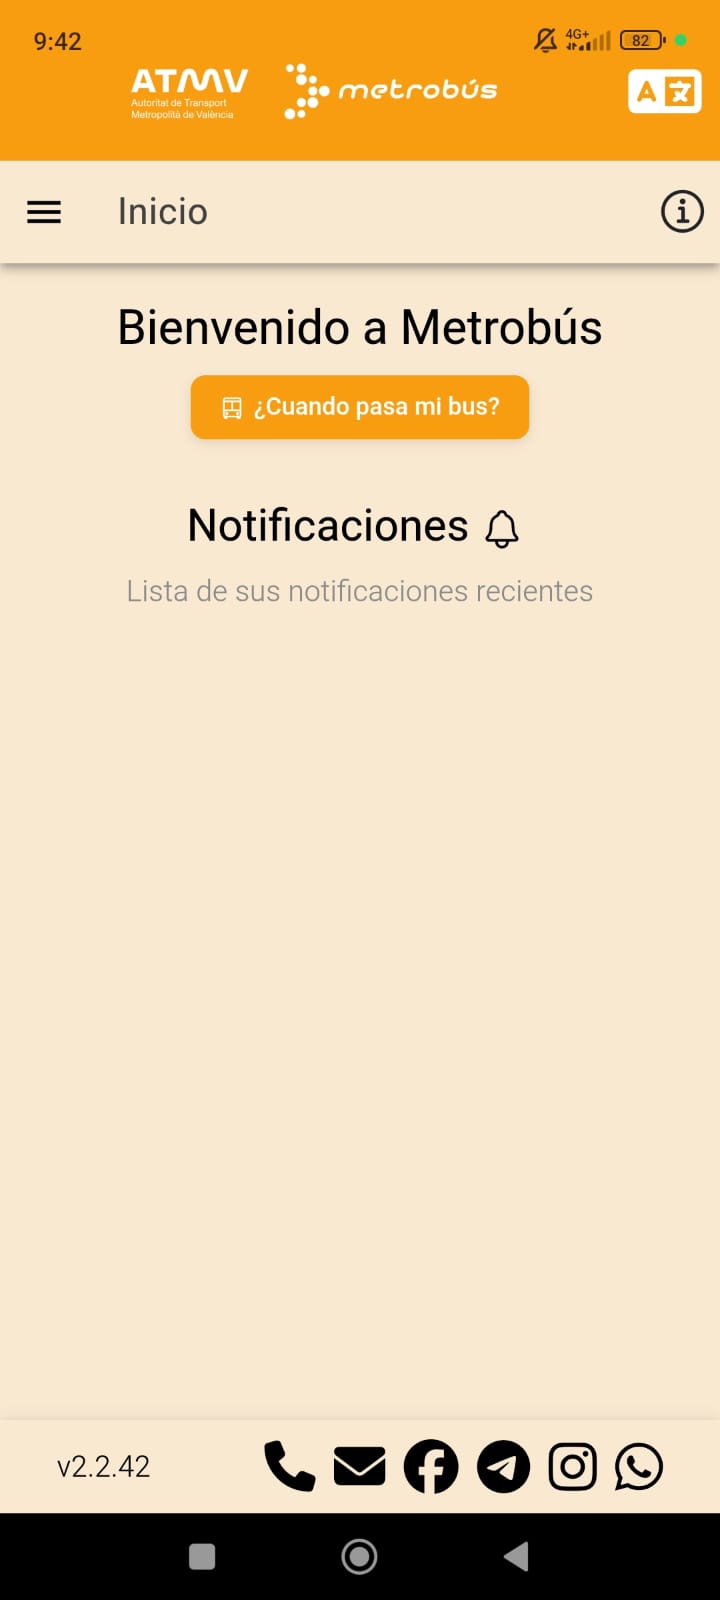 9:42
4G+
82
ATMV
Autoritat de Transport
Metropolità de València
metrobús
A
Inicio
Bienvenido a Metrobús
¿Cuando pasa mi bus?
Notificaciones
Lista de sus notificaciones recientes
v2.2.42